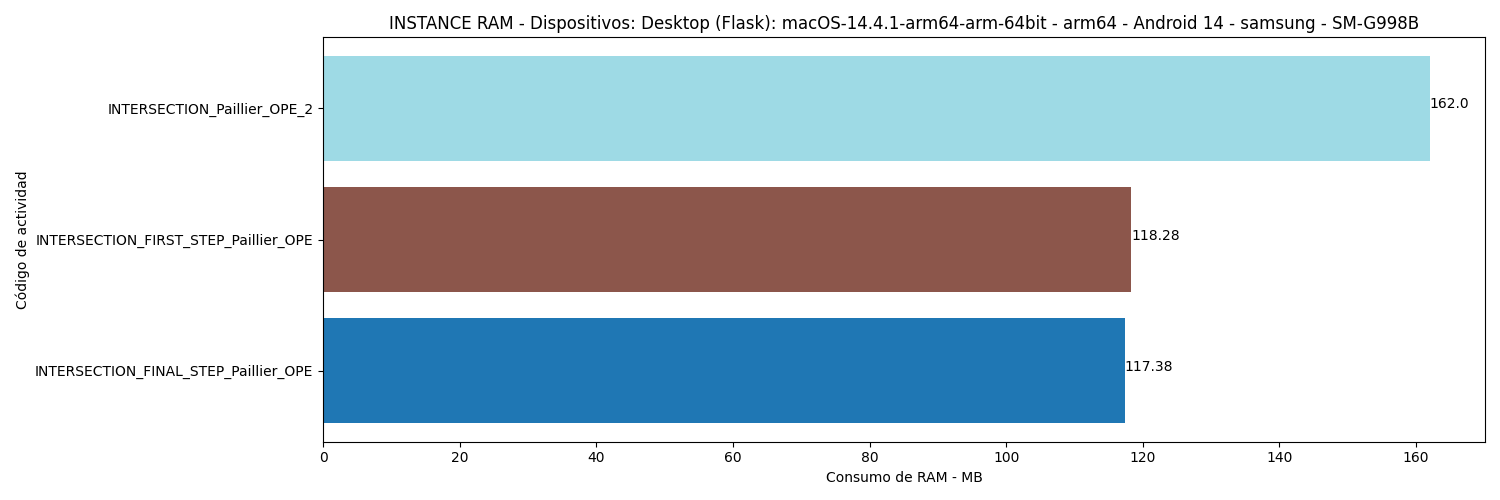 INSTANCE RAM - Dispositivos: Desktop (Flask): macOS-14.4.1-arm64-arm-64bit - arm64 - Android 14 - samsung - SM-G998B
Código de actividad
INTERSECTION_Paillier_OPE_2
162.0
INTERSECTION_FIRST_STEP_Paillier_OPE
118.28
INTERSECTION_FINAL_STEP_Paillier_OPE
117.38
0 20 40 60 80 100 120 140 160
Consumo de RAM - MB